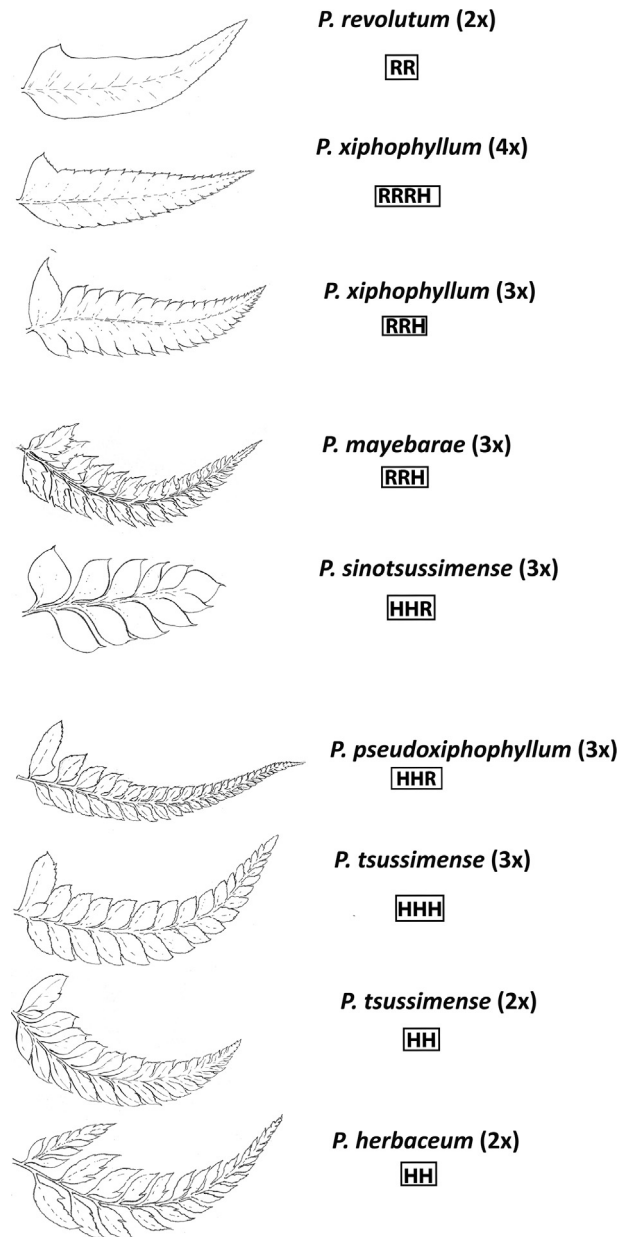 P. revolutum (2x)
RR
P. xiphophyllum (4x)
RRRH
P. xiphophyllum (3x)
RRH
P. mayebarae (3x)
RRH
P. sinotsussimense (3x)
HHR
P. pseudoxiphophyllum (3x)
HHR
P. tsussimense (3x)
HHH
P. tsussimense (2x)
HH
P. herbaceum (2x)
HH